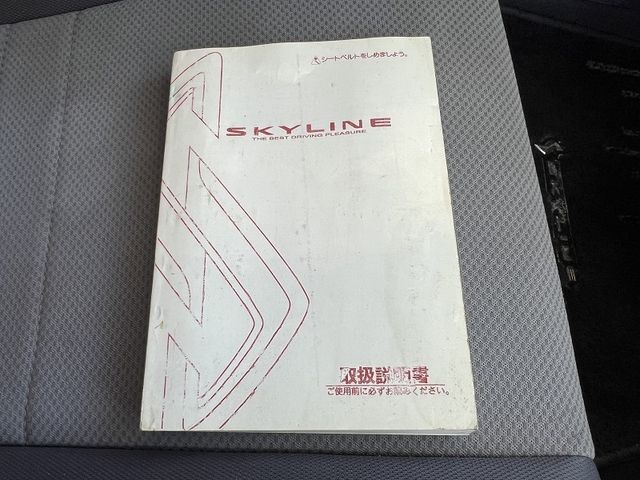 シートベルトをしめましょう。
SKYLINE
THE BEST DRIVING PLEASURE
取扱説明書
ご使用前に必ずお読みください。